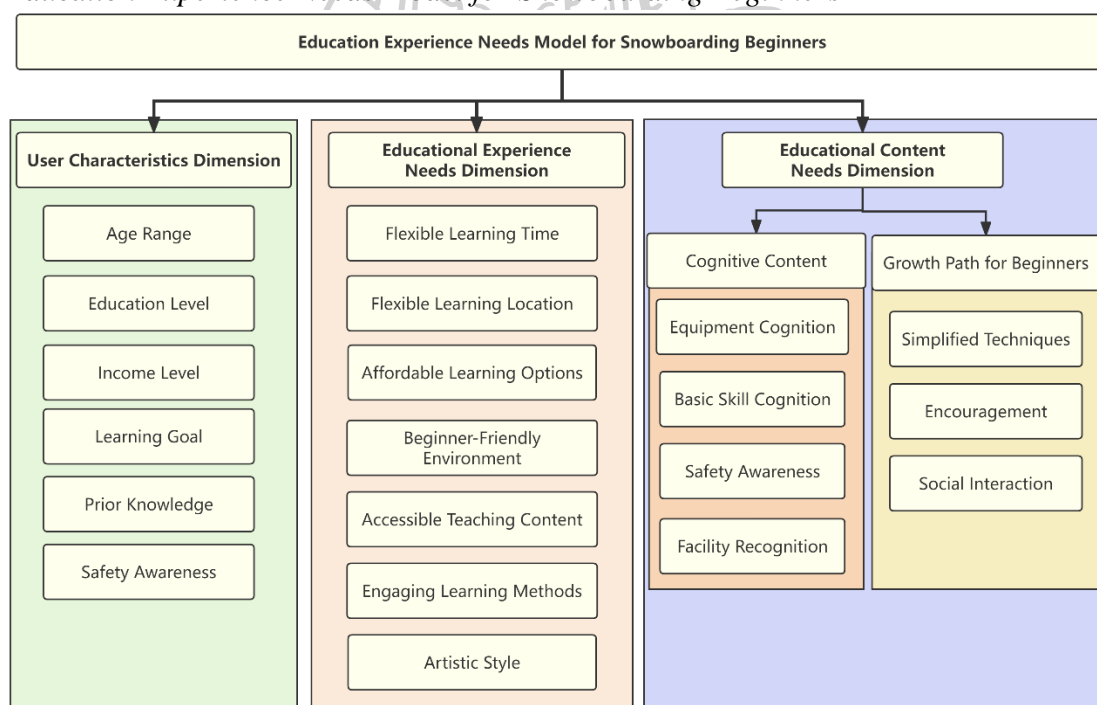 Education Experience Needs Model for Snowboarding Beginners
User Characteristics Dimension
Age Range
Education Level
Income Level
Learning Goal
Prior Knowledge
Safety Awareness
Educational Experience
Needs Dimension
Flexible Learning Time
Flexible Learning Location
Affordable Learning Options
Beginner-Friendly
Environment
Accessible Teaching Content
Engaging Learning Methods
Artistic Style
Educational Content
Needs Dimension
Cognitive Content
Equipment Cognition
Basic Skill Cognition
Safety Awareness
Facility Recognition
Growth Path for Beginners
Simplified Techniques
Encouragement
Social Interaction